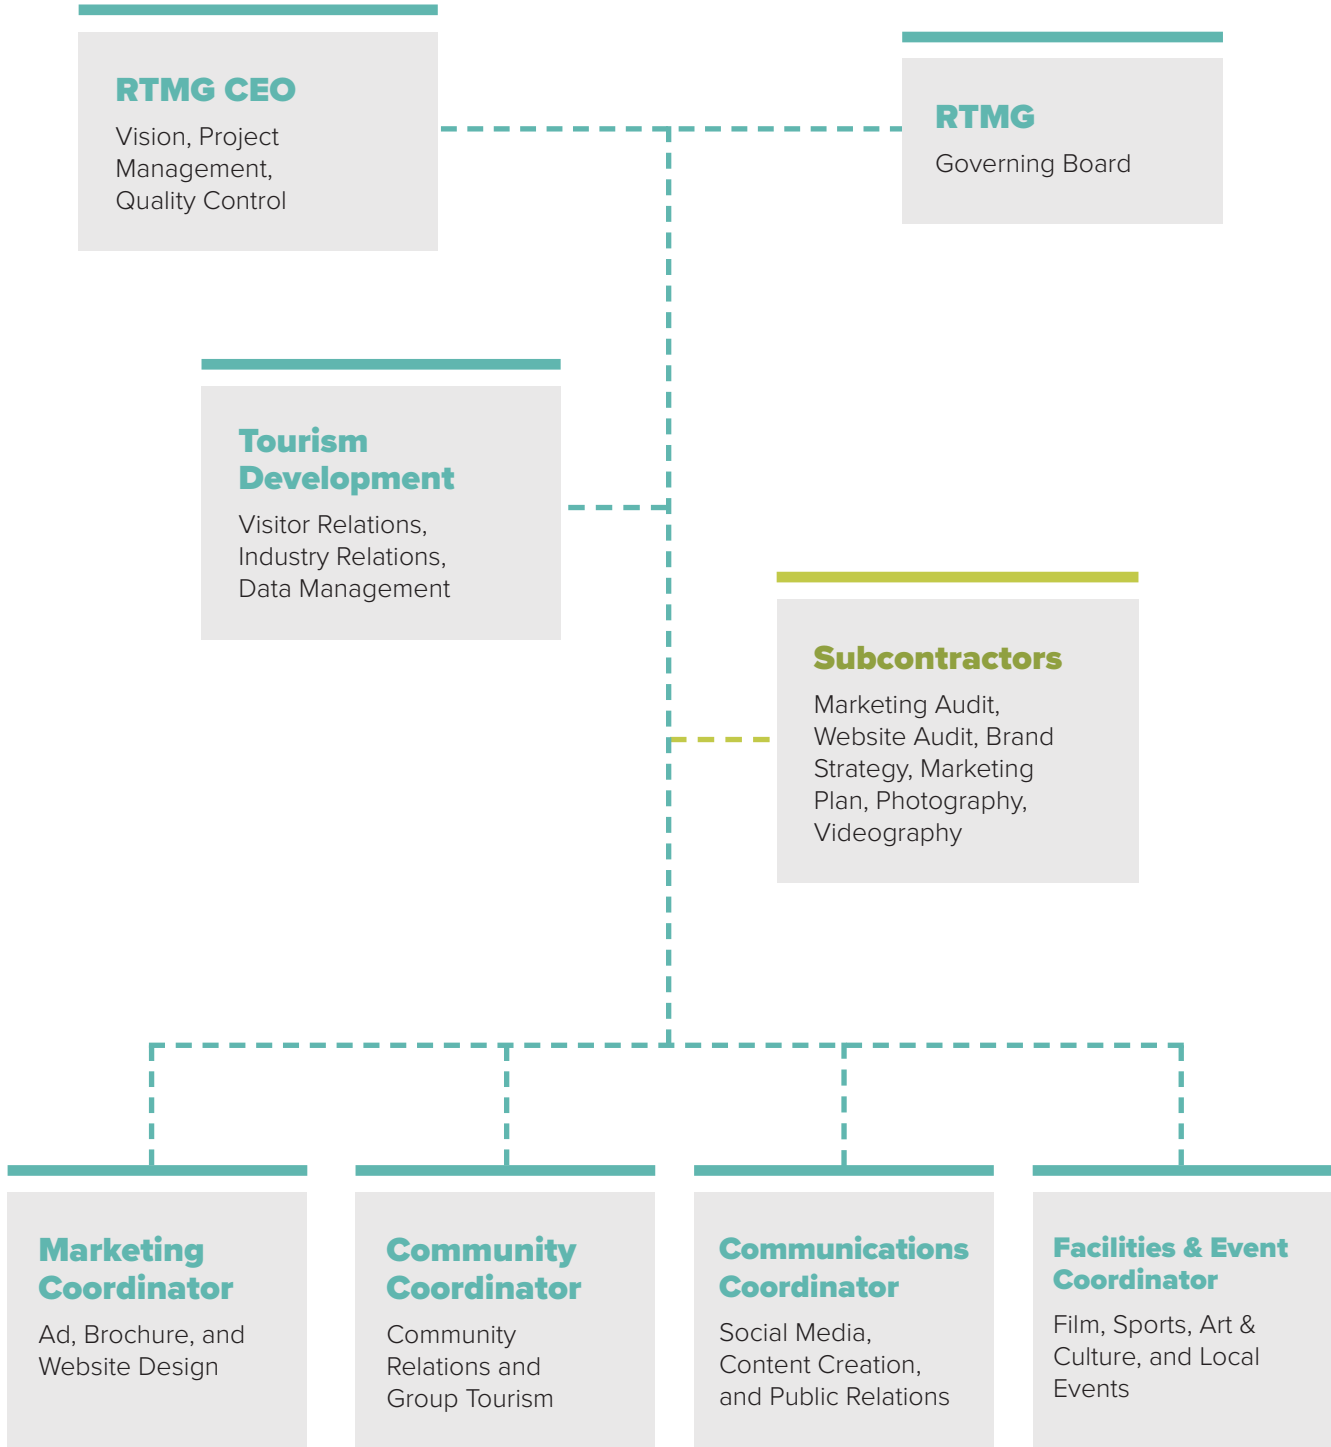 RTMG CEO
Vision, Project
Management,
Quality Control
RTMG
Governing Board
Tourism
Development
Visitor Relations,
Industry Relations,
Data Management
Subcontractors
Marketing Audit,
Website Audit, Brand
Strategy, Marketing
Plan, Photography,
Videography
Marketing
Coordinator
Ad, Brochure, and
Website Design
Community
Coordinator
Community
Relations and
Group Tourism
Communications
Coordinator
Social Media,
Content Creation,
and Public Relations
Facilities & Event
Coordinator
Film, Sports, Art &
Culture, and Local
Events